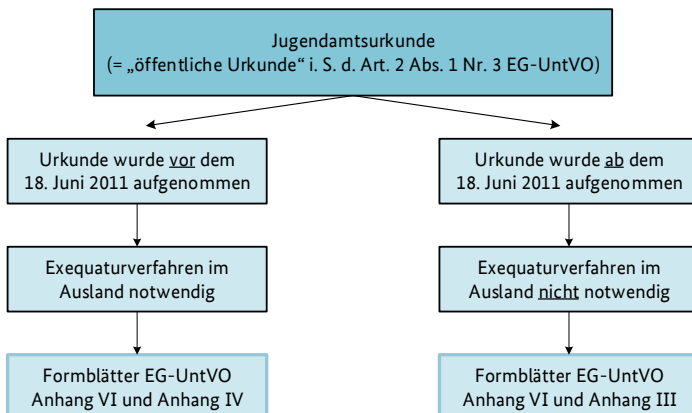 Jugendamtsurkunde
(= „öffentliche Urkunde“ i. S. d. Art. 2 Abs. 1 Nr. 3 EG-UntVO)
Urkunde wurde vor dem
18. Juni 2011 aufgenommen
Exequaturverfahren im
Ausland notwendig
Formblätter EG-UntVO
Anhang VI und Anhang IV
Urkunde wurde ab dem
18. Juni 2011 aufgenommen
Exequaturverfahren im
Ausland nicht notwendig
Formblätter EG-UntVO
Anhang VI und Anhang III